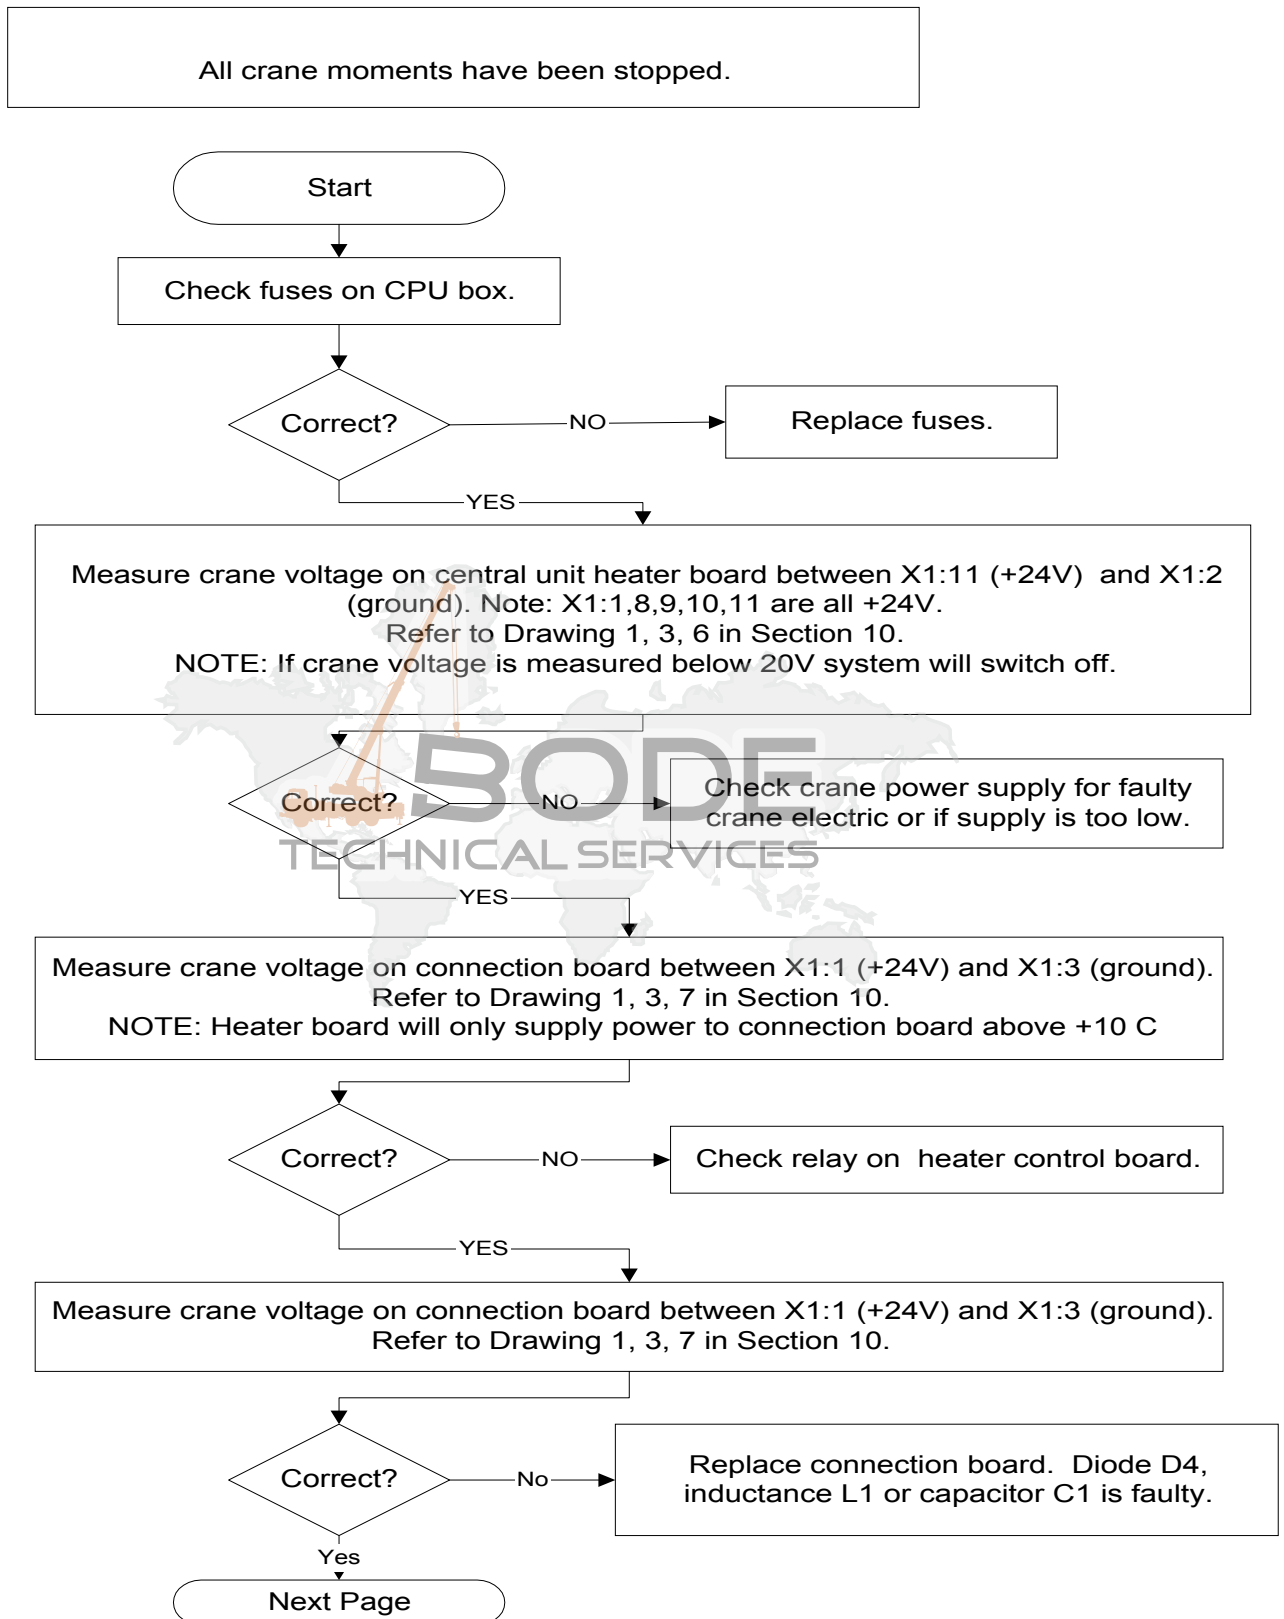 All crane moments have been stopped.
Start
Check fuses on CPU box.
Correct?
NO
Replace fuses.
YES
Measure crane voltage on central unit heater board between X1:11 (+24V) and X1:2
(ground). Note: X1:1,8,9,10,11 are all +24V.
Refer to Drawing 1, 3, 6 in Section 10.
NOTE: If crane voltage is measured below 20V system will switch off.
Correct?
NO
Check crane power supply for faulty
crane electric or if supply is too low.
BODE
TECHNICAL SERVICES
YES
Measure crane voltage on connection board between X1:1 (+24V) and X1:3 (ground).
Refer to Drawing 1, 3, 7 in Section 10.
NOTE: Heater board will only supply power to connection board above +10 C
Correct?
NO
Check relay on heater control board.
YES
Measure crane voltage on connection board between X1:1 (+24V) and X1:3 (ground).
Refer to Drawing 1, 3, 7 in Section 10.
Correct?
No
Replace connection board. Diode D4,
inductance L1 or capacitor C1 is faulty.
Yes
Next Page